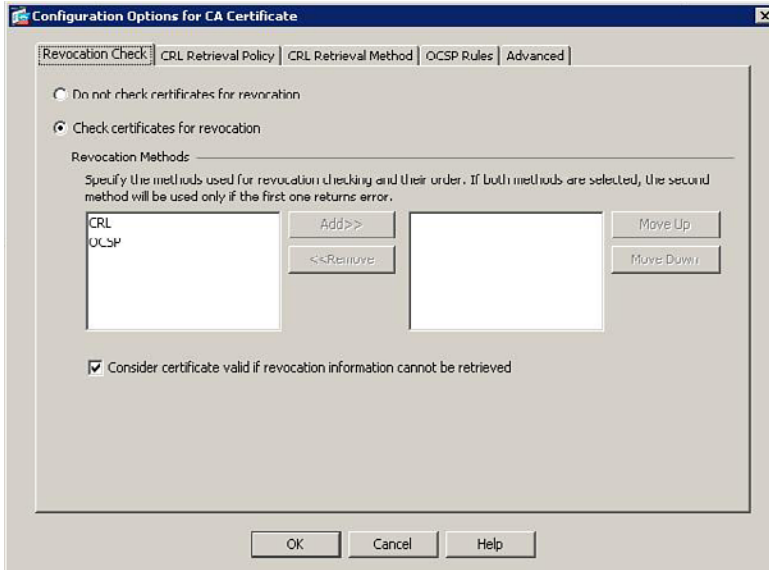 Configuration Options for CA Certificate
Revocation Check
CRL Retrieval Policy
CRL Retrieval Method
OCSP Rules
Advanced
Do not check certificates for revocation
Check certificates for revocation
Revocation Methods
Specify the methods used for revocation checking and their order. If both methods are selected, the second
method will be used only if the first one returns error.
CRL
OCSP
Add>>
<<Remove
Move Up
Move Down
Consider certificate valid if revocation information cannot be retrieved
OK
Cancel
Help